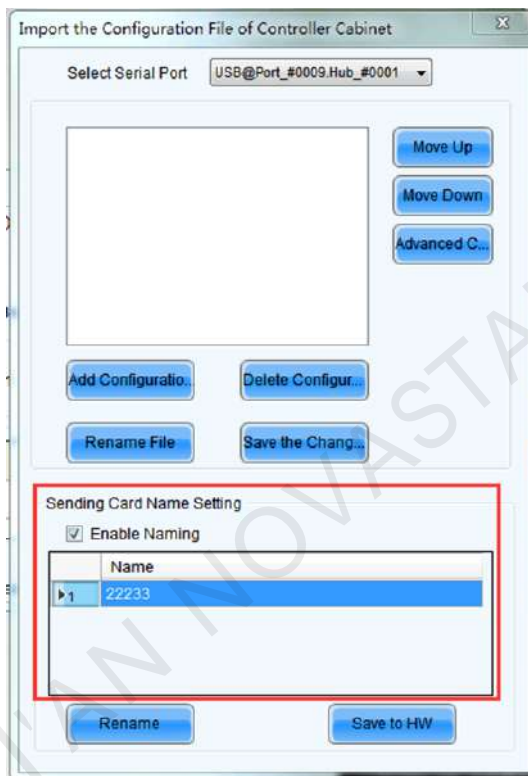 Import the Configuration File of Controller Cabinet
Select Serial Port USB@Port_#0009.Hub_#0001
Move Up
Move Down
Advanced C...
Add Configuratio... Delete Configur...
Rename File Save the Chang...
Sending Card Name Setting
Enable Naming
Name
1 22233
Rename Save to HW